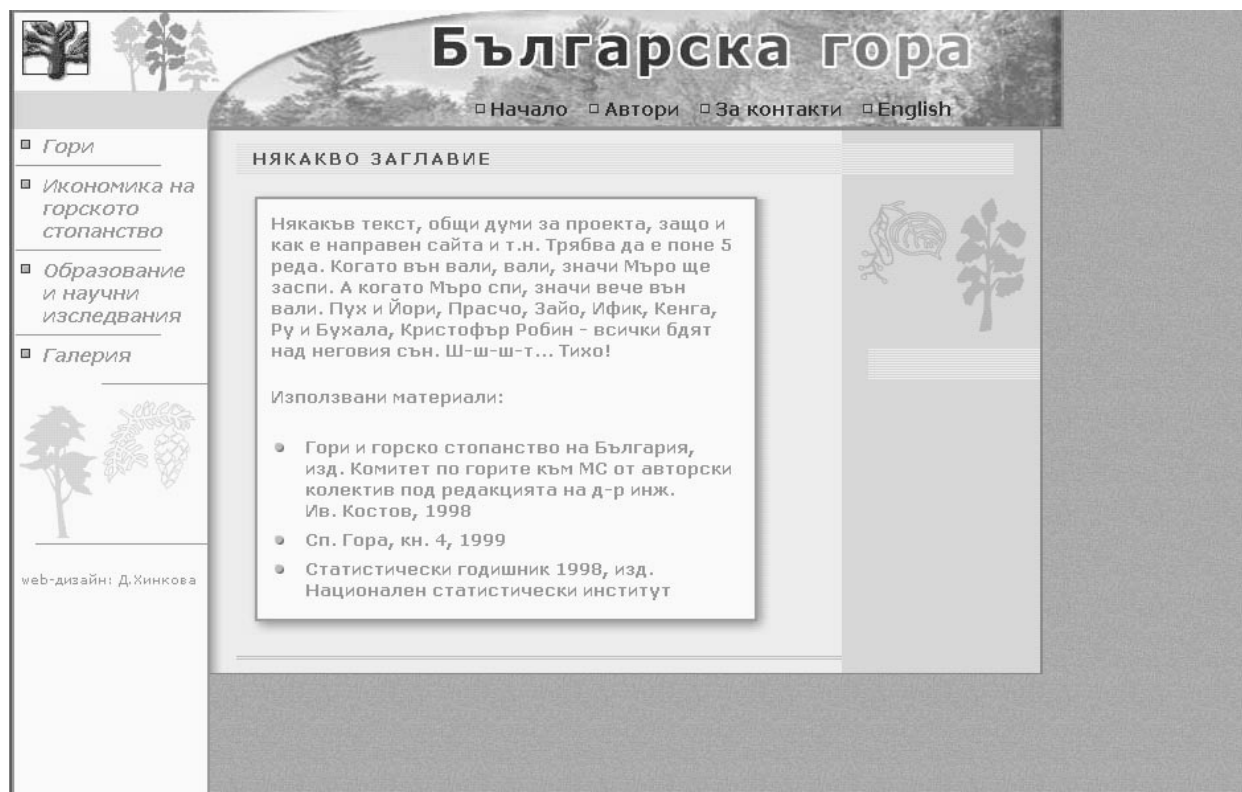 Българска гора
Начало Автори За контакти English
Гори
Икономика на
горското
стопанство
Образование
и научни
изследвания
Галерия
web-дизайн: Д.Хинкова
НЯКАКВО ЗАГЛАВИЕ
Някакъв текст, общи думи за проекта, защо и
как е направен сайта и т.н. Трябва да е поне 5
реда. Когато вън вали, вали, значи Мъро ще
заспи. А когато Мъро спи, значи вече вън
вали. Пух и Йори, Прасчо, Зайо, Ифик, Кенга,
Ру и Бухала, Кристофър Робин - всички бдят
над неговия сън. Ш-ш-ш-т... Тихо!
Използвани материали:
Гори и горско стопанство на България,
изд. Комитет по горите към МС от авторски
колектив под редакцията на д-р инж.
Ив. Костов, 1998
Сп. Гора, кн. 4, 1999
Статистически годишник 1998, изд.
Национален статистически институт